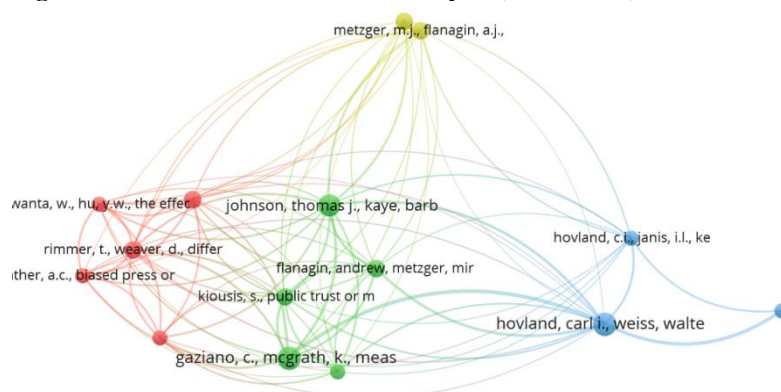 metzger, m.j., flanagin, a.j.,
wanta, w., hu, y.w., the effec
johnson, thomas j., kaye, barb
hovland, c.i., janis, i.l., ke
rimmer, t., weaver, d., differ
ather, a.c., biased press or
flanagin, andrew, metzger, mir
kiousis, s., public trust or m
hovland, carl i., weiss, walte
gaziano, c., mcgrath, k., meas